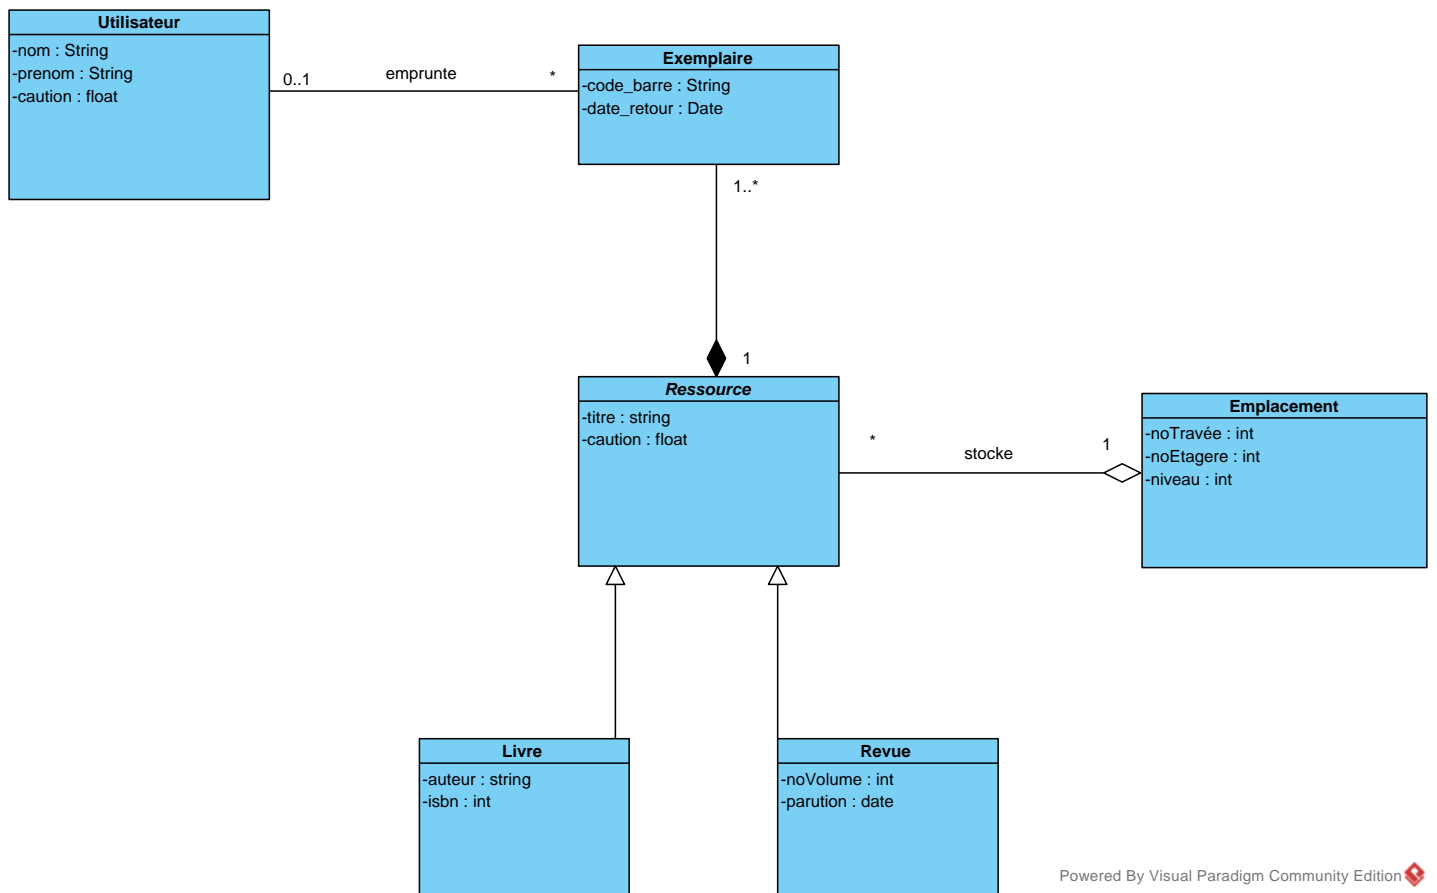 Utilisateur
-nom : String
-prenom : String
-caution : float
0..1
emprunte
*
Exemplaire
-code_barre : String
-date_retour : Date
1..*
1
Ressource
-titre : string
-caution : float
*
stocke
1
Emplacement
-noTravée : int
-noEtagere : int
-niveau : int
Livre
-auteur : string
-isbn : int
Revue
-noVolume : int
-parution : date
Powered By Visual Paradigm Community Edition